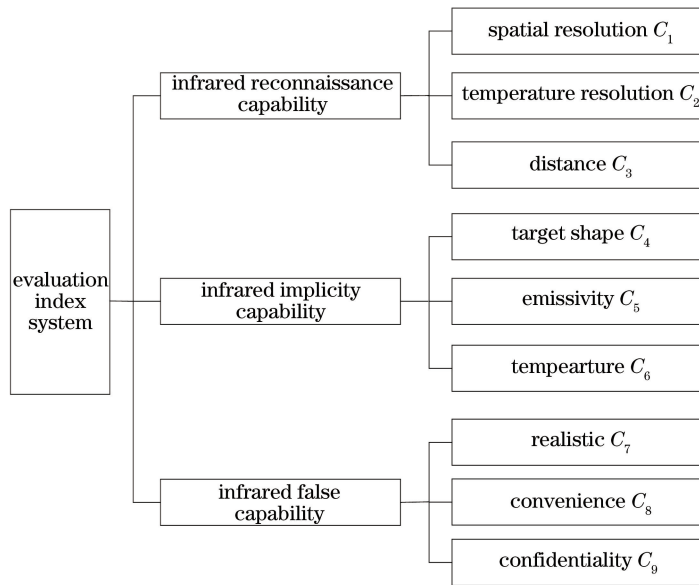 evaluation
index
system
infrared reconnaissance
capability
spatial resolution C₁
temperature resolution C₂
distance C₃
infrared implicity
capability
target shape C₄
emissivity C₅
tempearture C₆
infrared false
capability
realistic C₇
convenience C₈
confidentiality C₉